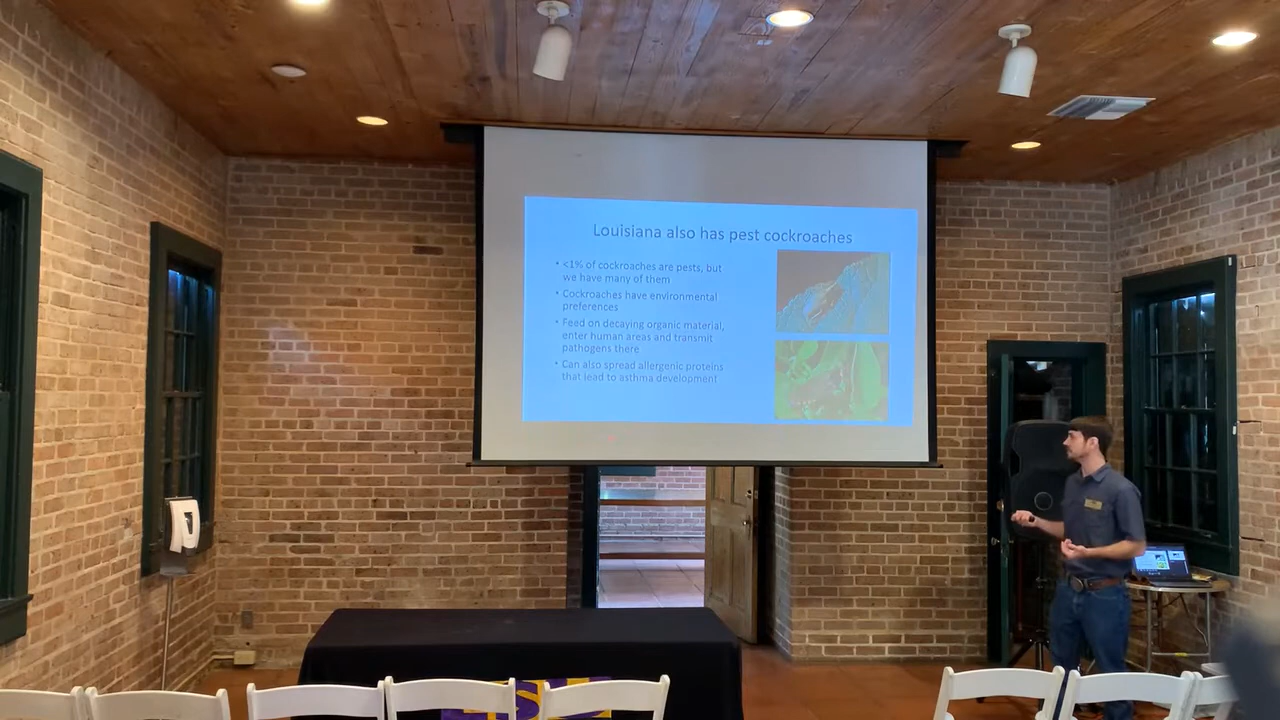 Louisiana also has pest cockroaches
• <1% of cockroaches are pests, but
we have many of them
• Cockroaches have environmental
preferences
• Feed on decaying organic material,
enter human areas and transmit
pathogens there
• Can also spread allergenic proteins
that lead to asthma development